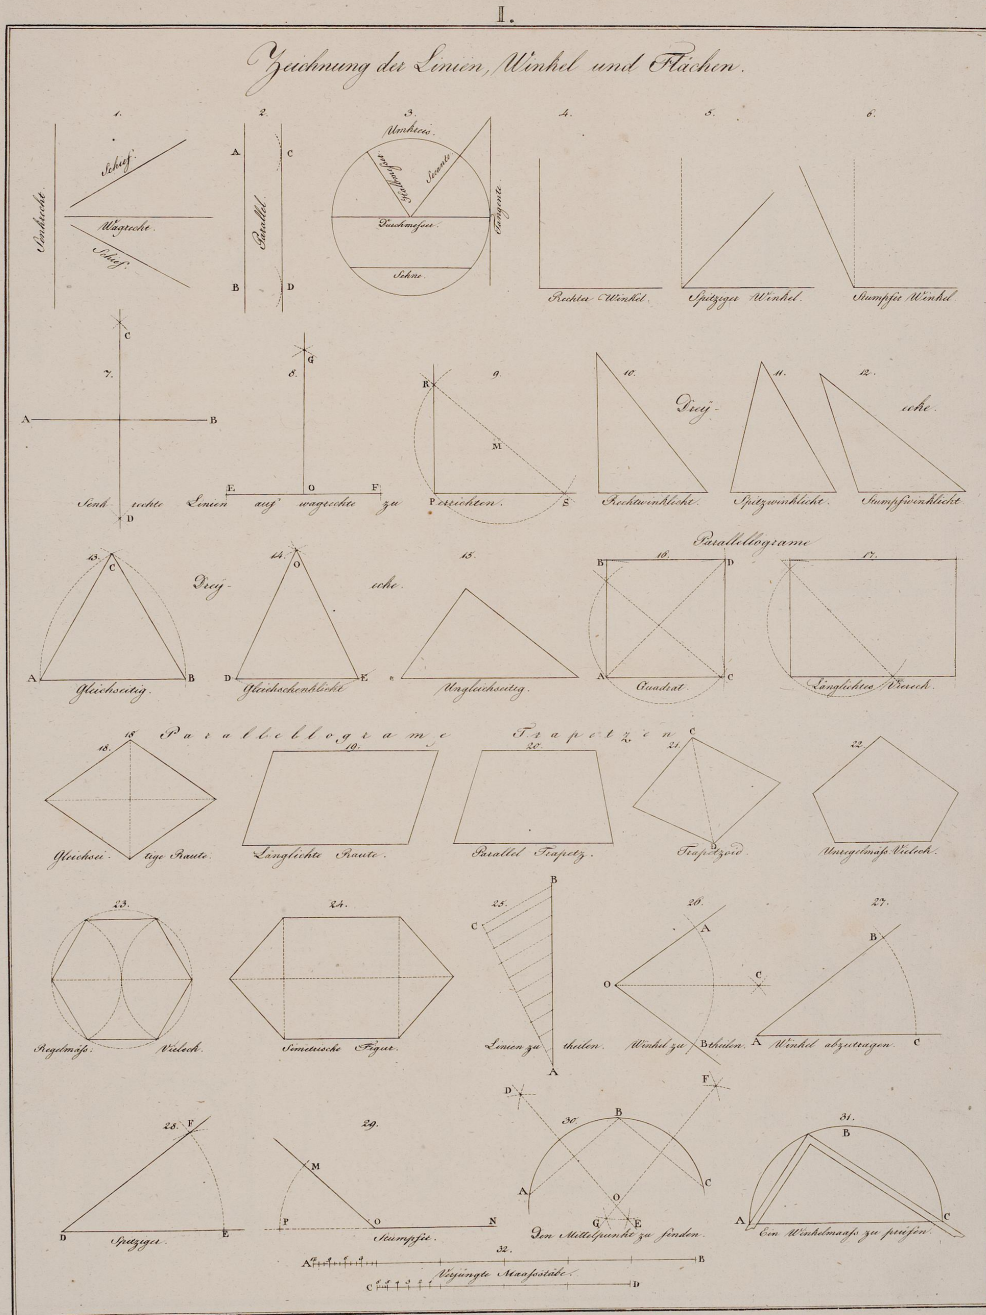 I.
Zeichnung der Linien, Winkel und Flächen.
1. 2. 3. 4. 5. 6.
Senkrecht. Schief. Wagrecht. Schief.
A C Parallel. B D
Umkreis. Halbmesser Secante Durchmesser. Tangente. Sehne.
Rechter Winkel. Spitziger Winkel. Stumpfer Winkel.
C 7. A B D
8. G E O F
9. R M P S
10. Drey- 11. 12. ecke.
Senkrechte Linien auf wagrechte zu errichten. Rechtwinklicht. Spitzwinklicht. Stumpfwinklicht
Parallellograme
13. C Drey- 14. O ecke. 15. B 16. D 17.
A B D E A C
Gleichseitig. Gleichschenklicht Ungleichseitig. Quadrat. Länglichtes Viereck.
Parallellograme Trapetzen
18. 18. 19. 20. 21. C 22.
B
Gleichseitige Raute. Länglichte Raute. Parallel Trapetz. Trapetzoid. Unregelmäſs. Vieleck.
23. 24. 25. B C A 26. A O C B 27. B A C
Regelmäſs. Vieleck. Simetrische Figur. Linien zu theilen. Winkel zu theilen. Winkel abzutragen.
28. F D E 29. M P O N D F 30. B A C O G E 31. B A C
Spitziger. Stumpfer. Den Mittelpunkt zu finden. Ein Winkelmaaſs zu prüfen.
A 32. B
Verjüngte Maaſsstäbe.
C D